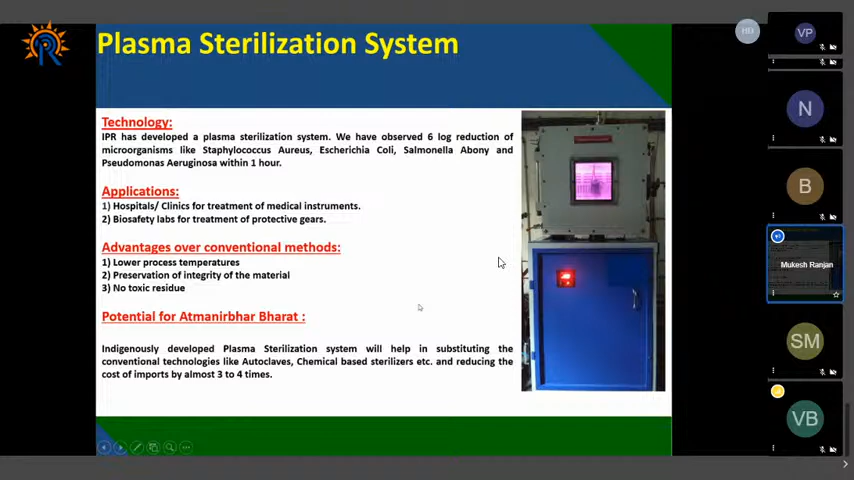 Plasma Sterilization System
HD
VP
Technology:
IPR has developed a plasma sterilization system. We have observed 6 log reduction of
microorganisms like Staphylococcus Aureus, Escherichia Coli, Salmonella Abony and
Pseudomonas Aeruginosa within 1 hour.
N
Applications:
1) Hospitals/ Clinics for treatment of medical instruments.
2) Biosafety labs for treatment of protective gears.
B
Advantages over conventional methods:
1) Lower process temperatures
2) Preservation of integrity of the material
3) No toxic residue
Mukesh Ranjan
Potential for Atmanirbhar Bharat :
Indigenously developed Plasma Sterilization system will help in substituting the
conventional technologies like Autoclaves, Chemical based sterilizers etc. and reducing the
cost of imports by almost 3 to 4 times.
SM
VB